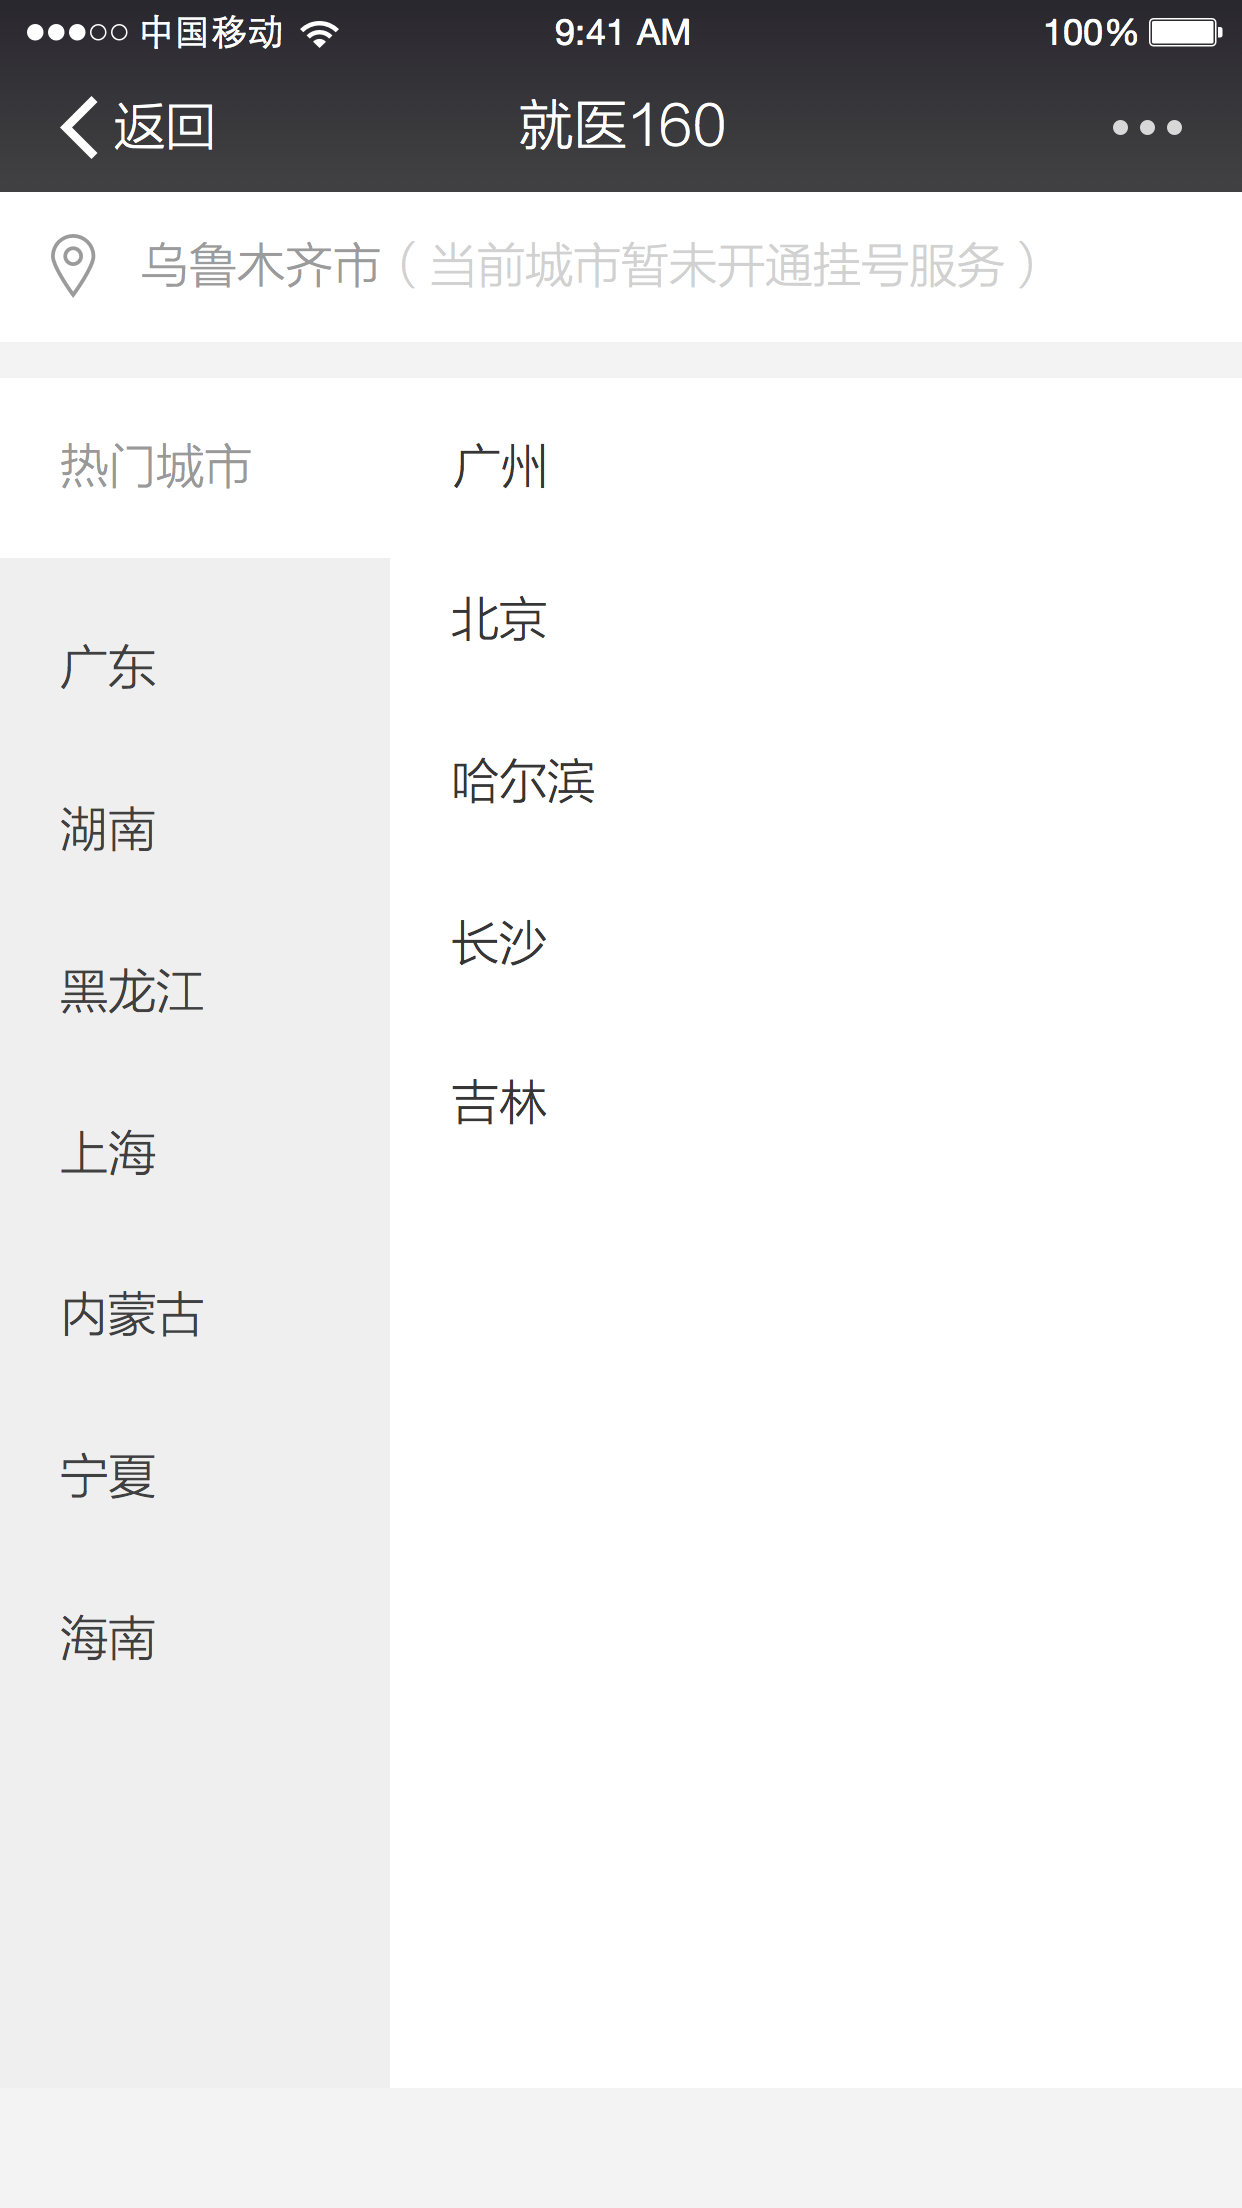 中国移动 9:41 AM 100%
返回 就医160
乌鲁木齐市（当前城市暂未开通挂号服务）
热门城市 广州
北京
广东
哈尔滨
湖南
长沙
黑龙江
吉林
上海
内蒙古
宁夏
海南